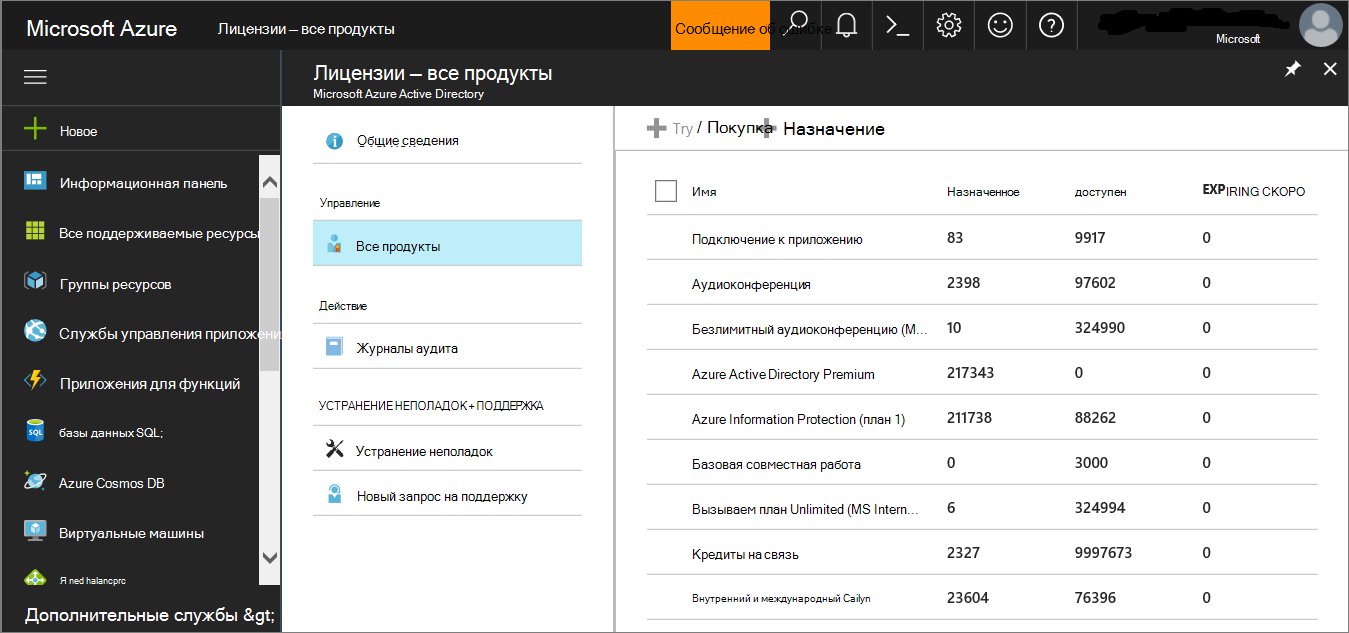 Microsoft Azure
Лицензии — все продукты
Сообщение об ошибке
Microsoft
Лицензии — все продукты
Microsoft Azure Active Directory
Новое
Информационная панель
Все поддерживаемые ресурсы
Группы ресурсов
Службы управления приложени
Приложения для функций
базы данных SQL;
Azure Cosmos DB
Виртуальные машины
Я ned halancprc
Дополнительные службы &gt;
Общие сведения
Управление
Все продукты
Действие
Журналы аудита
УСТРАНЕНИЕ НЕПОЛАДОК + ПОДДЕРЖКА
Устранение неполадок
Новый запрос на поддержку
Try / Покупка Назначение
Имя Назначенное доступен EXPIRING СКОРО
Подключение к приложению 83 9917 0
Аудиоконференция 2398 97602 0
Безлимитный аудиоконференцию (M... 10 324990 0
Azure Active Directory Premium 217343 0 0
Azure Information Protection (план 1) 211738 88262 0
Базовая совместная работа 0 3000 0
Вызываем план Unlimited (MS Intern... 6 324994 0
Кредиты на связь 2327 9997673 0
Внутренний и международный Cailyn 23604 76396 0